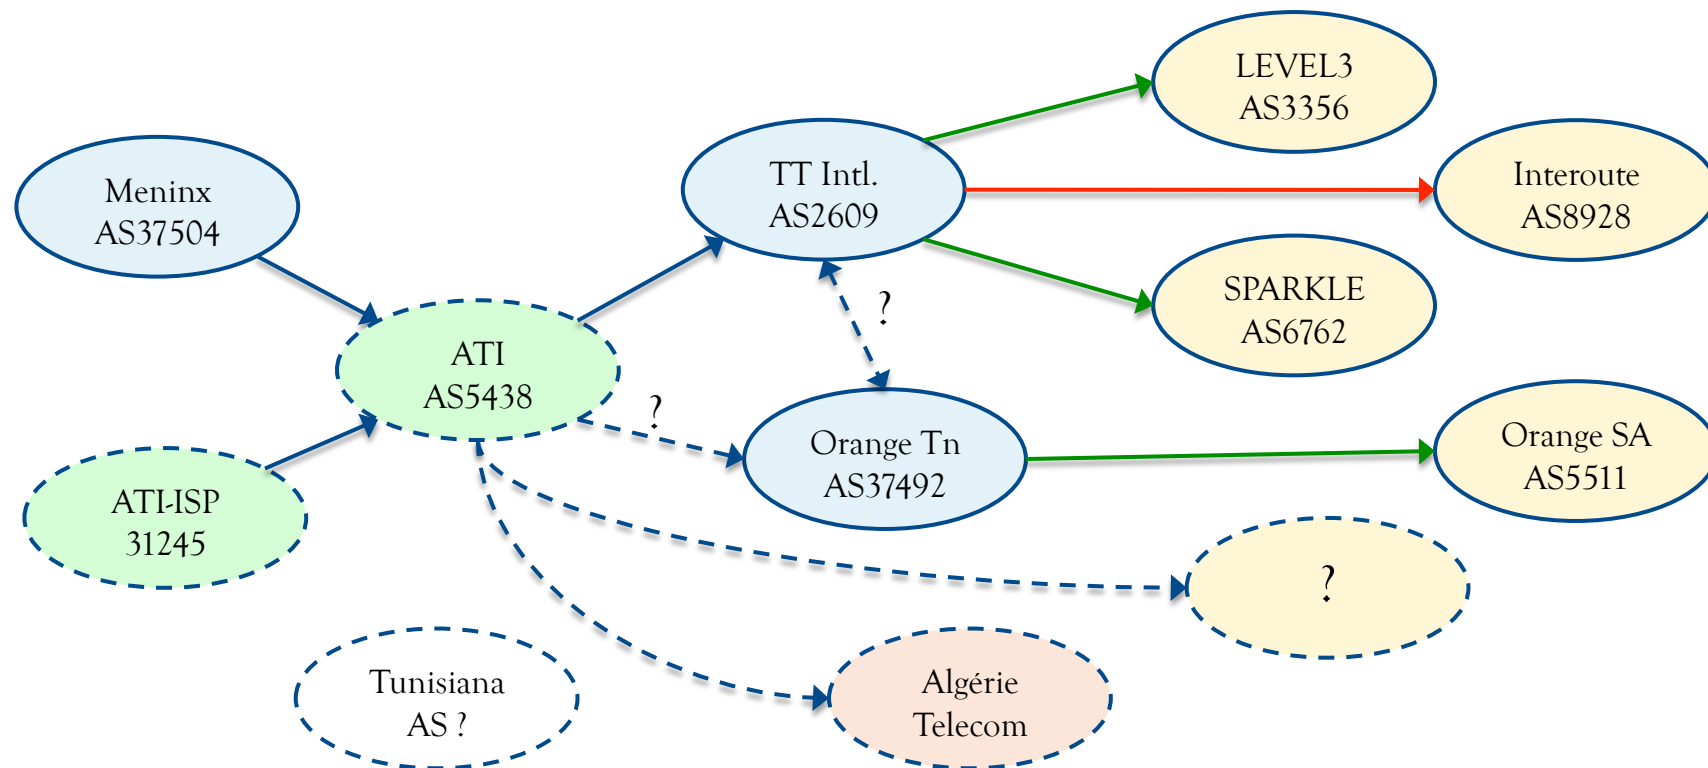 LEVEL3
AS3356
TT Intl.
AS2609
Interoute
AS8928
Meninx
AS37504
SPARKLE
AS6762
?
ATI
AS5438
?
Orange Tn
AS37492
Orange SA
AS5511
ATI-ISP
31245
?
Tunisiana
AS ?
Algérie
Telecom